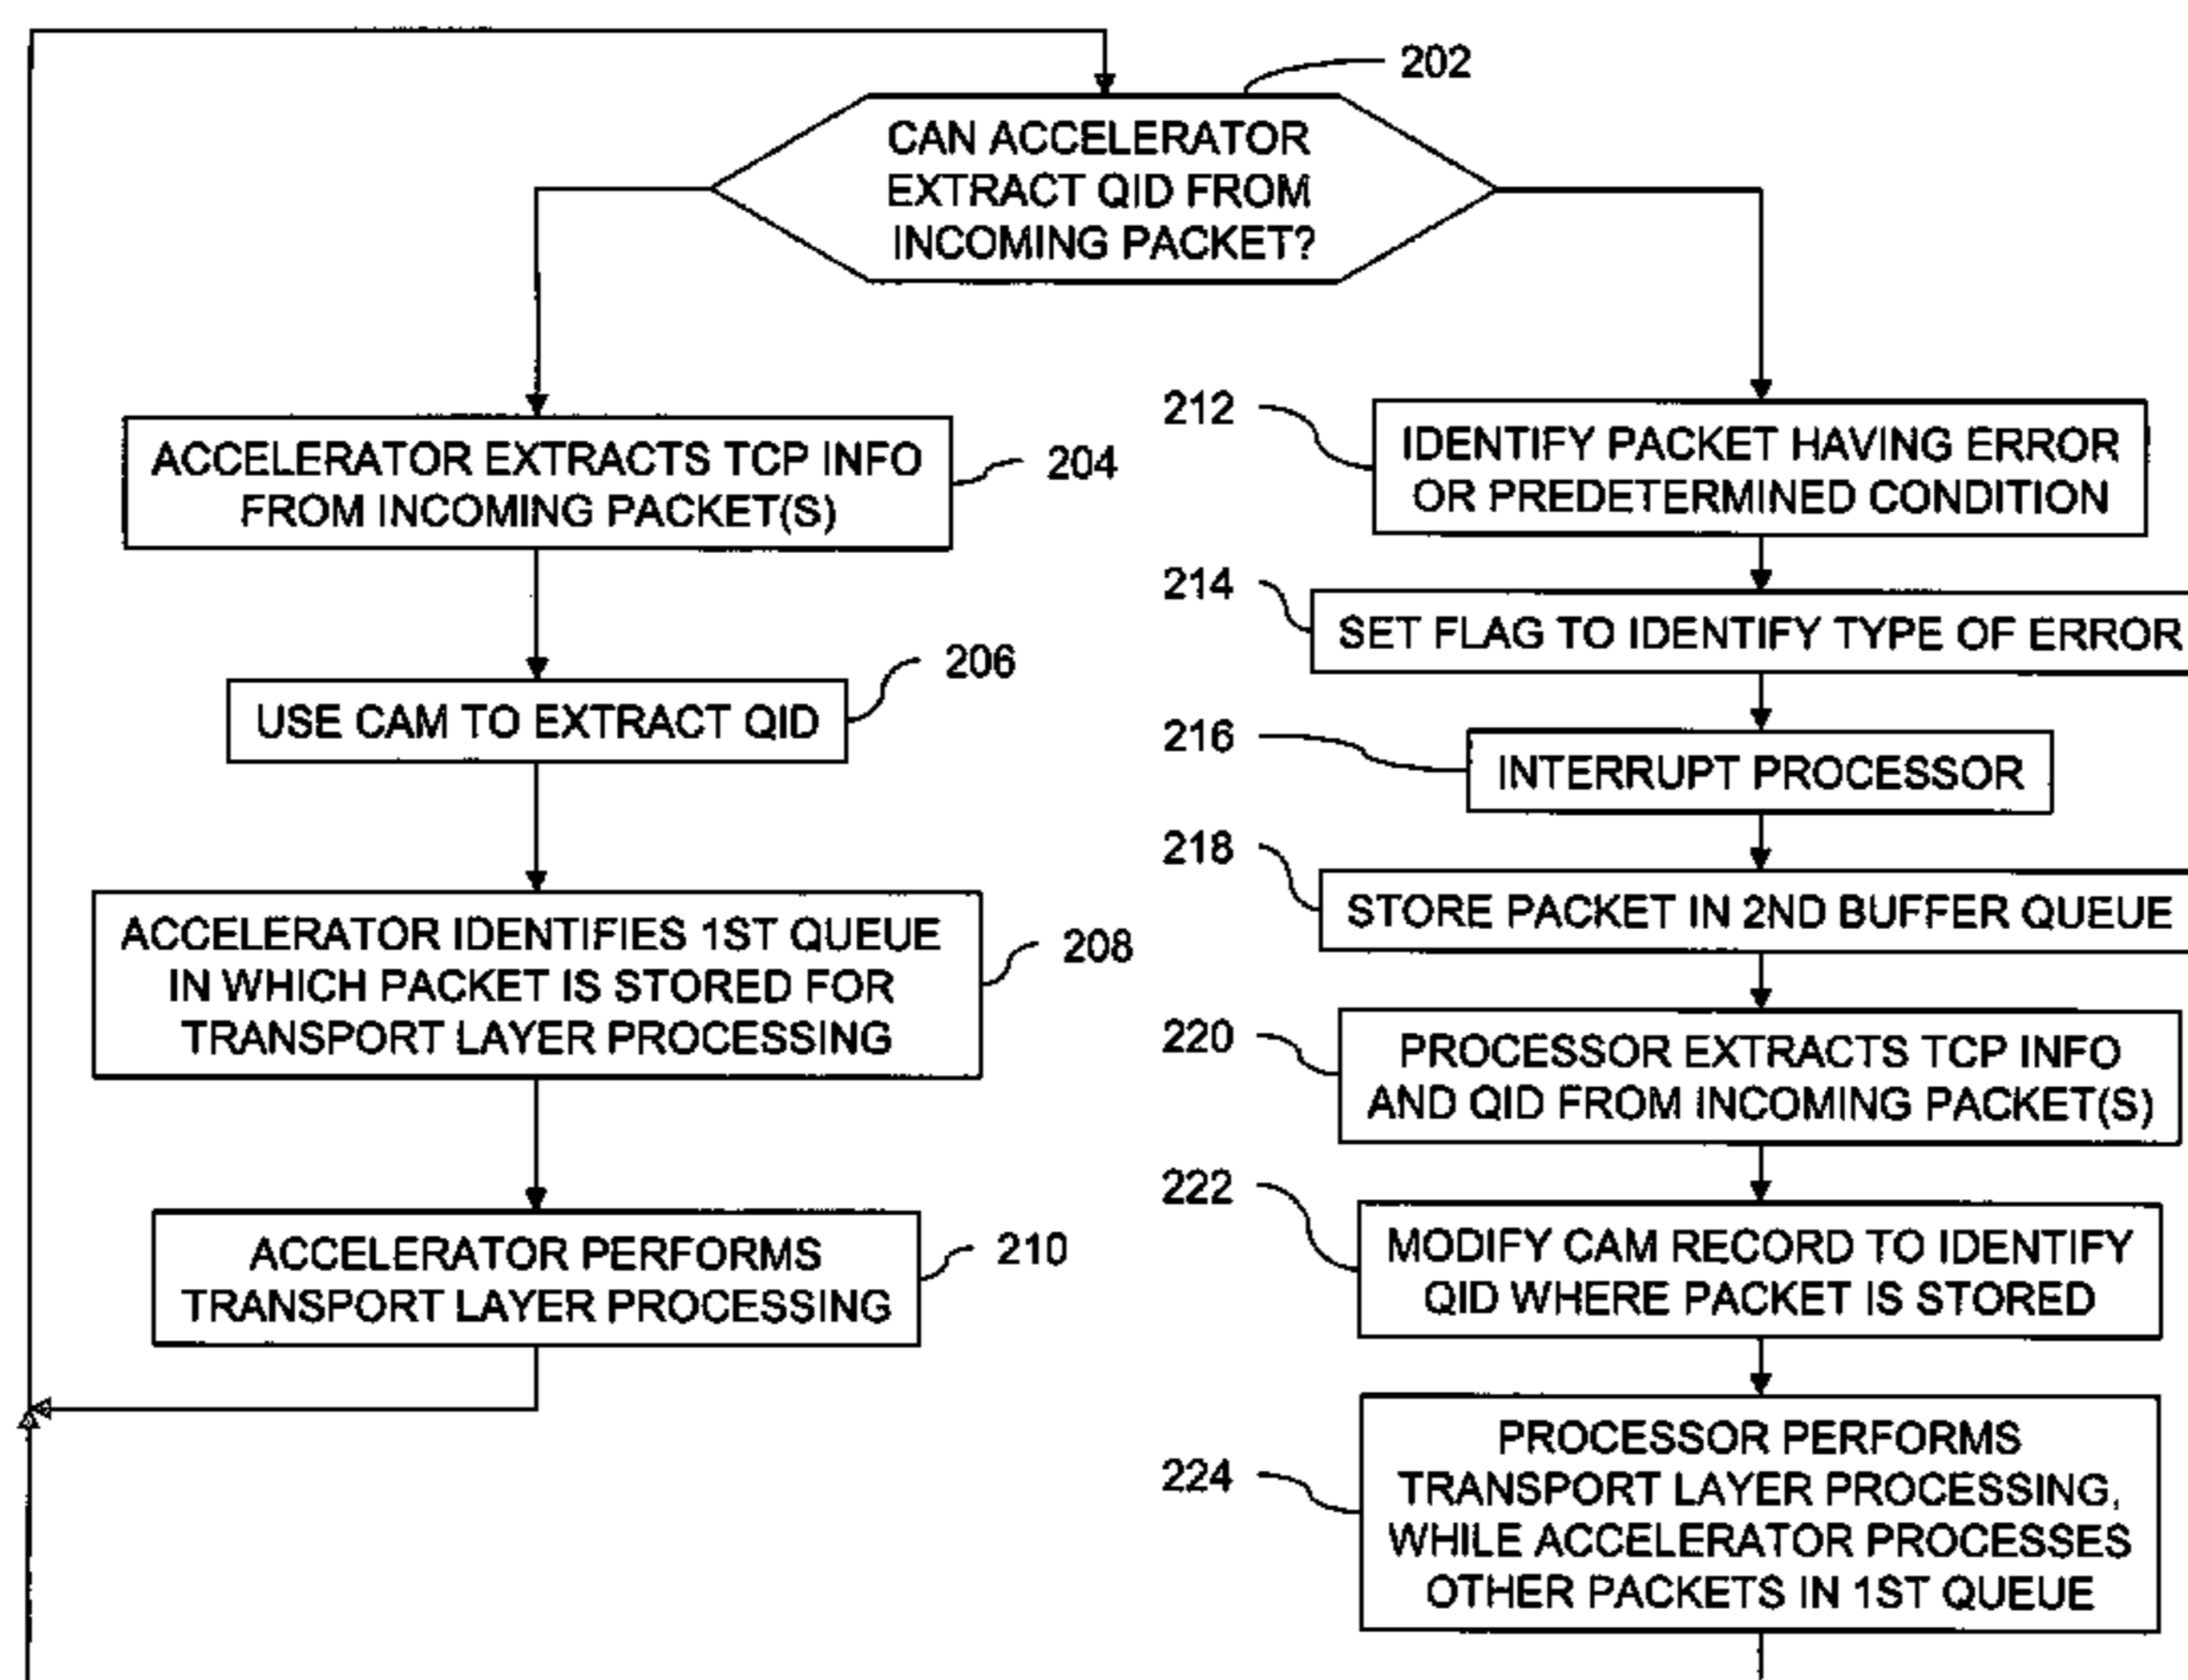 202
CAN ACCELERATOR
EXTRACT QID FROM
INCOMING PACKET?
ACCELERATOR EXTRACTS TCP INFO
FROM INCOMING PACKET(S)
204
USE CAM TO EXTRACT QID
206
ACCELERATOR IDENTIFIES 1ST QUEUE
IN WHICH PACKET IS STORED FOR
TRANSPORT LAYER PROCESSING
208
ACCELERATOR PERFORMS
TRANSPORT LAYER PROCESSING
210
212
IDENTIFY PACKET HAVING ERROR
OR PREDETERMINED CONDITION
214
SET FLAG TO IDENTIFY TYPE OF ERROR
216
INTERRUPT PROCESSOR
218
STORE PACKET IN 2ND BUFFER QUEUE
220
PROCESSOR EXTRACTS TCP INFO
AND QID FROM INCOMING PACKET(S)
222
MODIFY CAM RECORD TO IDENTIFY
QID WHERE PACKET IS STORED
224
PROCESSOR PERFORMS
TRANSPORT LAYER PROCESSING,
WHILE ACCELERATOR PROCESSES
OTHER PACKETS IN 1ST QUEUE